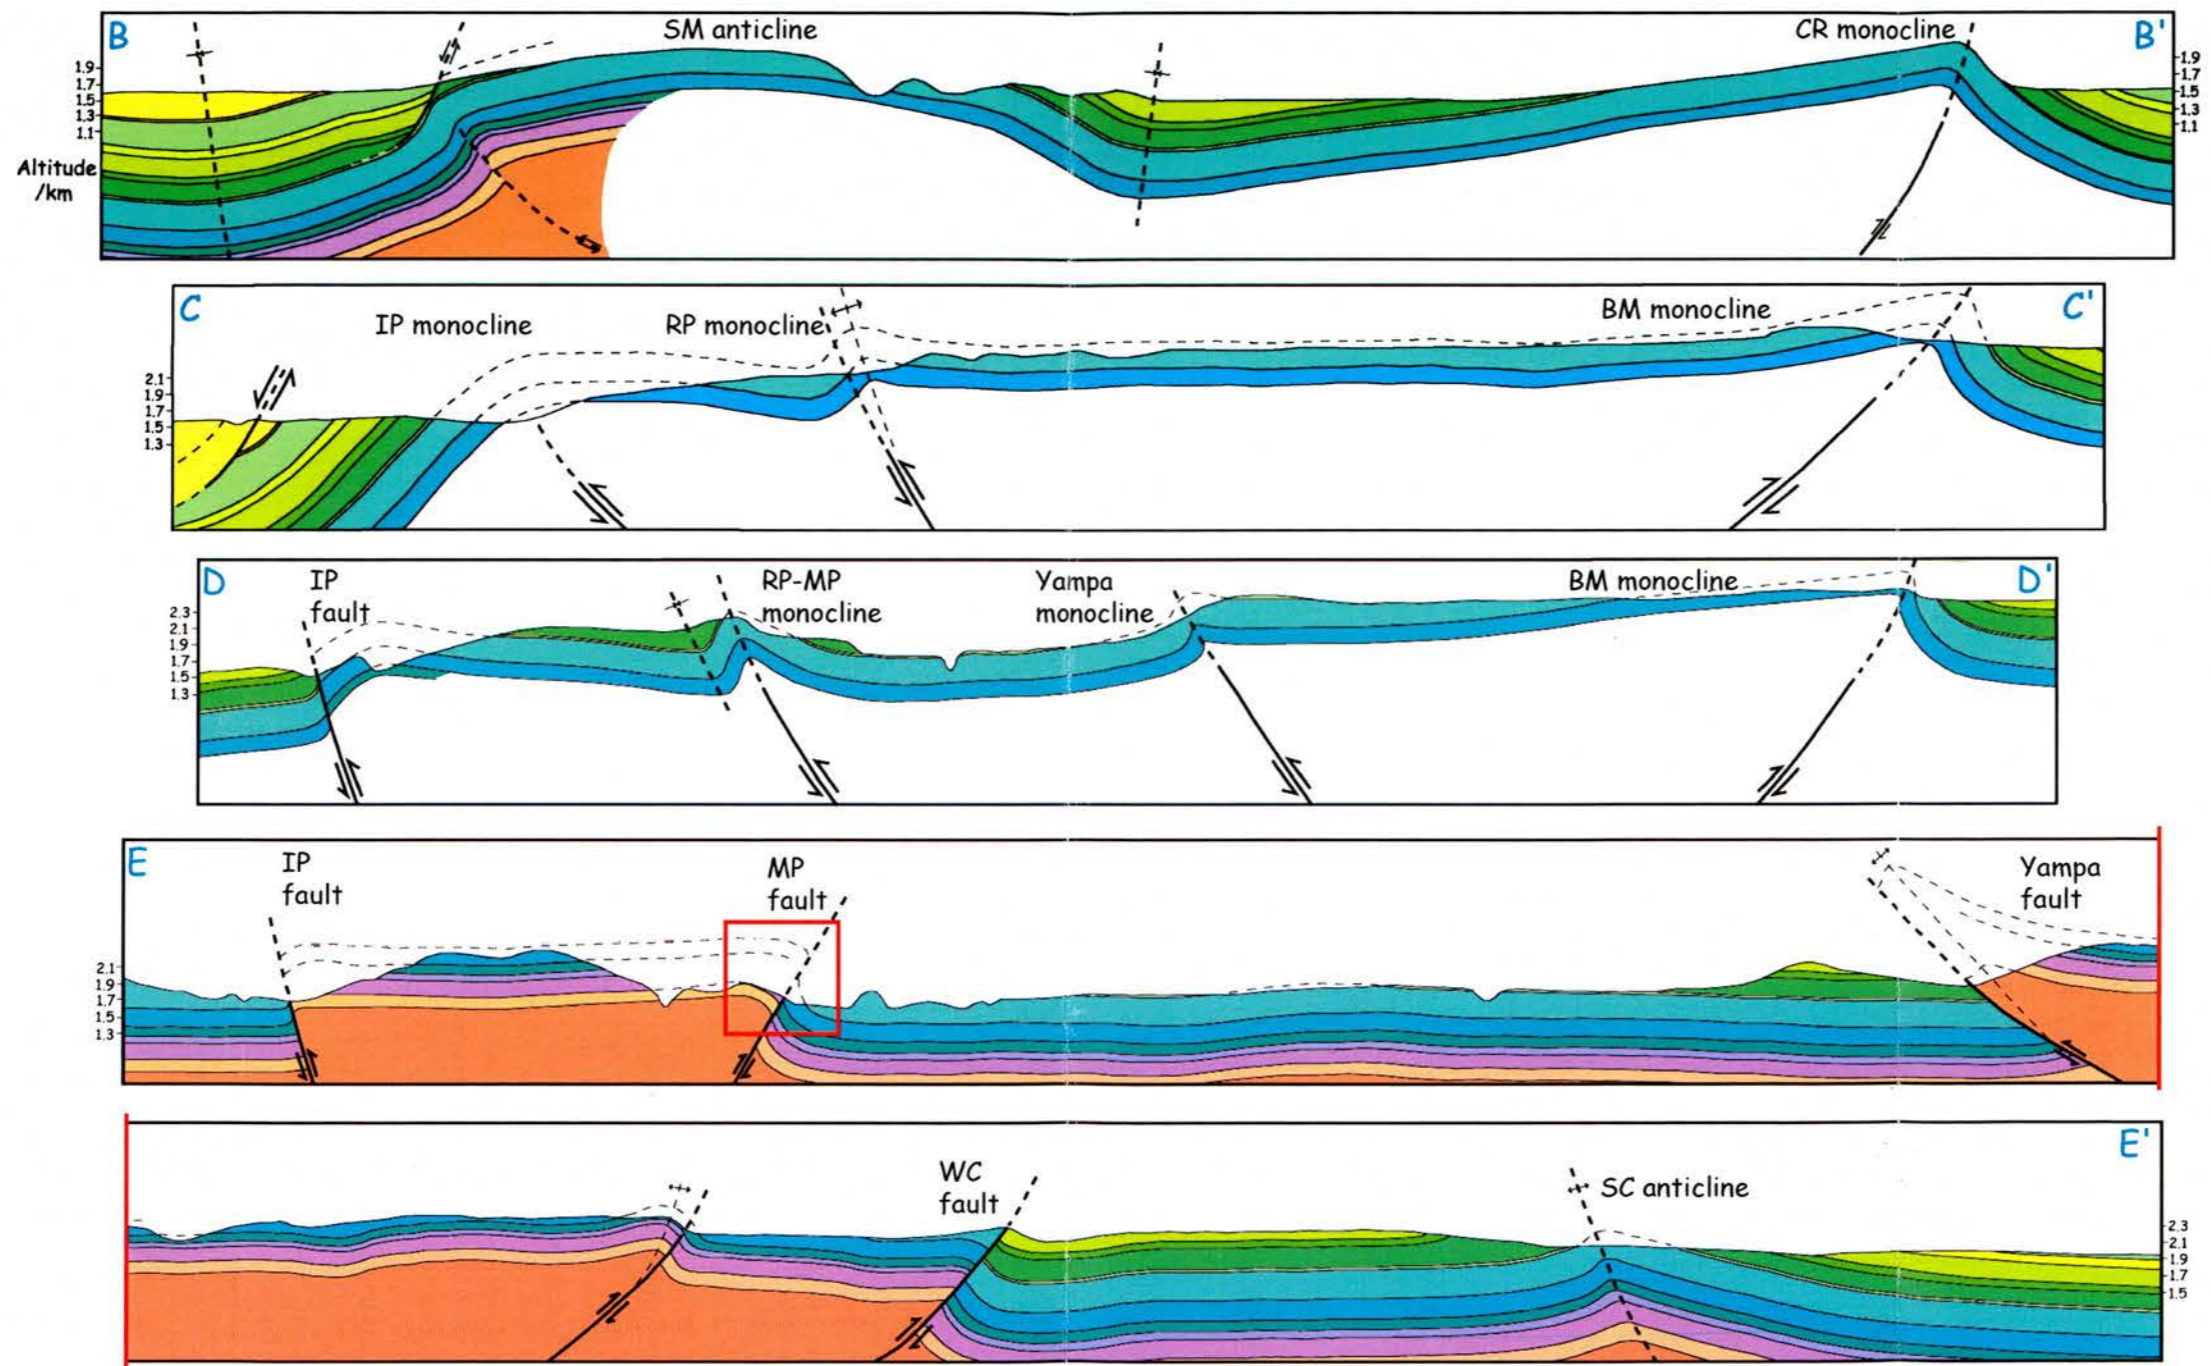 B
SM anticline
CR monocline
B'
1.9
1.7
1.5
1.3
1.1
Altitude
/km
1.9
1.7
1.5
1.3
1.1
C
IP monocline
RP monocline
BM monocline
C'
2.1
1.9
1.7
1.5
1.3
D
IP
fault
RP-MP
monocline
Yampa
monocline
BM monocline
D'
2.3
2.1
1.9
1.7
1.5
1.3
E
IP
fault
MP
fault
Yampa
fault
2.1
1.9
1.7
1.5
1.3
WC
fault
SC anticline
E'
2.3
2.1
1.9
1.7
1.5